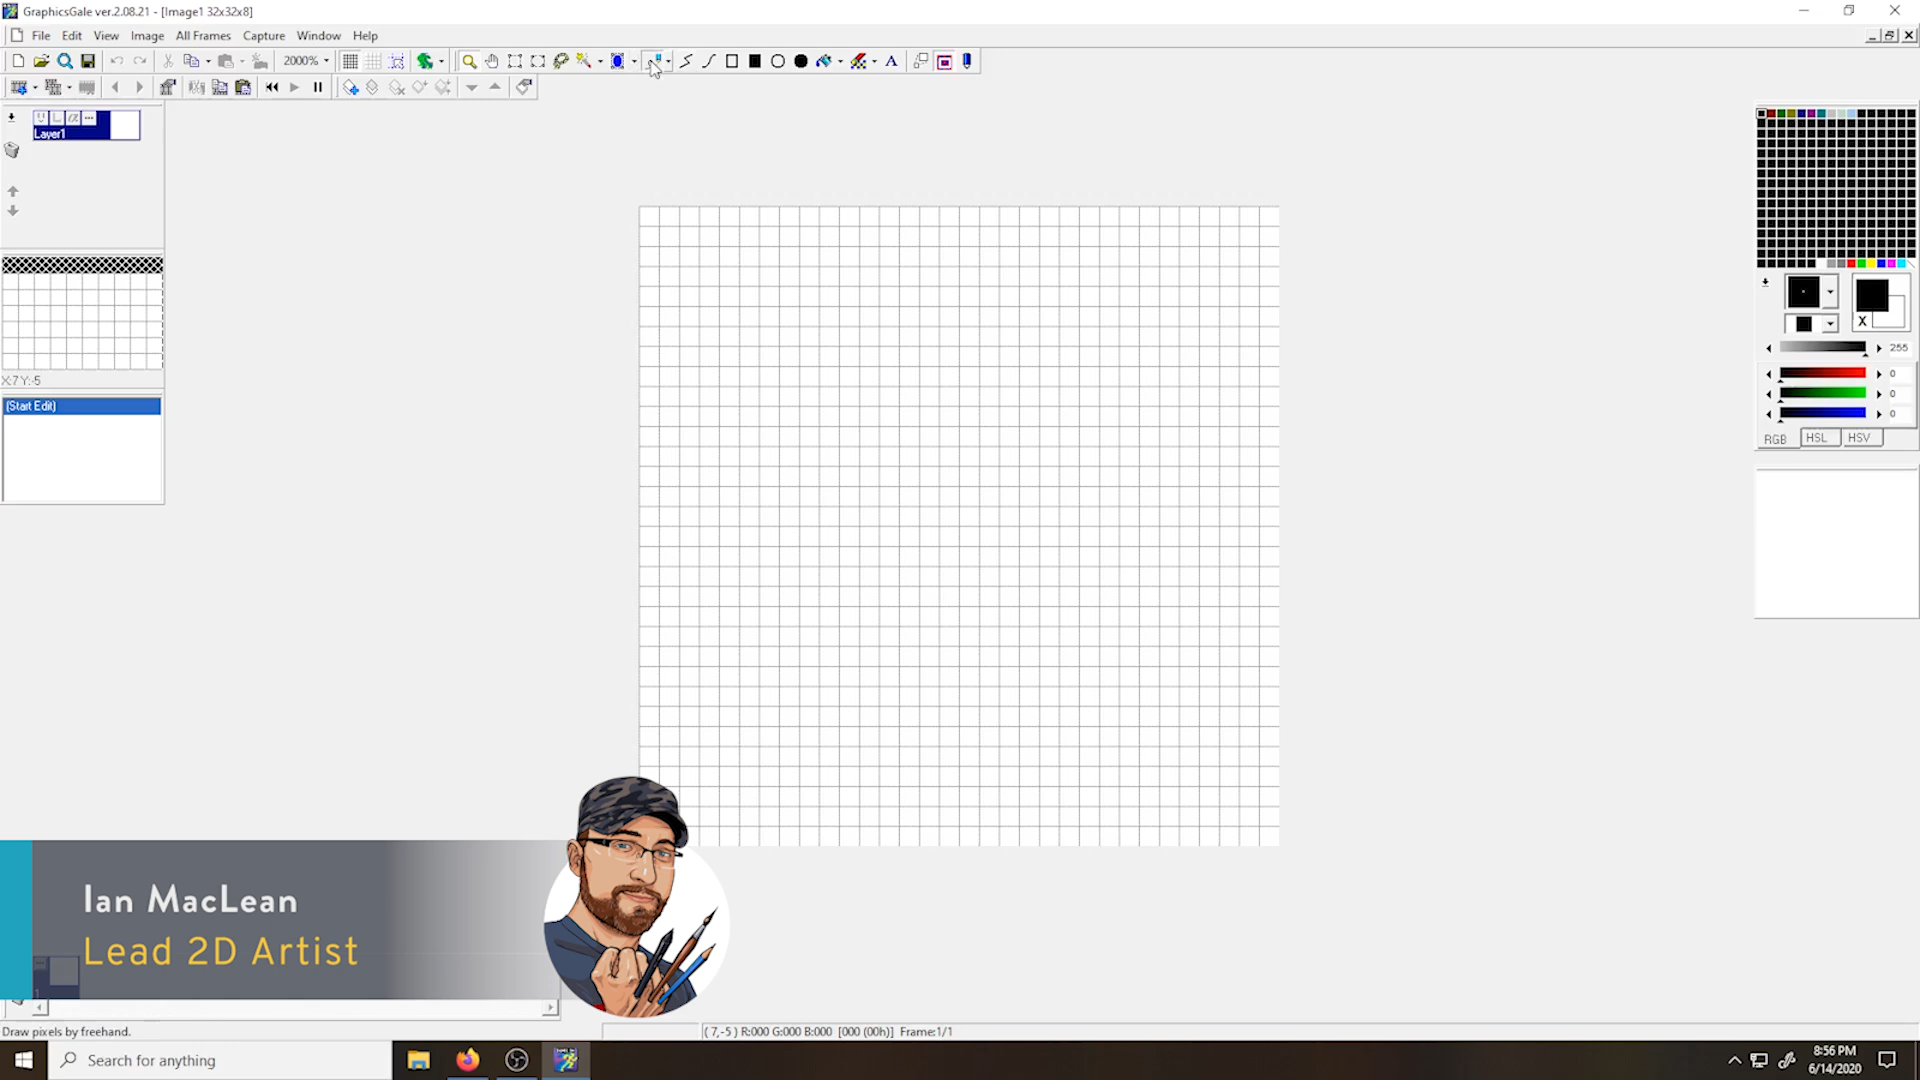 GraphicsGale ver.2.08.21 - [Image1 32x32x8]
File Edit View Image All Frames Capture Window Help
2000%
A
Layer1
X:7 Y:-5
(Start Edit)
X
255
0
0
0
RGB HSL HSV
Ian MacLean
Lead 2D Artist
1
Draw pixels by freehand.
( 7,-5 ) R:000 G:000 B:000 [000 (00h)] Frame:1/1
Search for anything
8:56 PM
6/14/2020